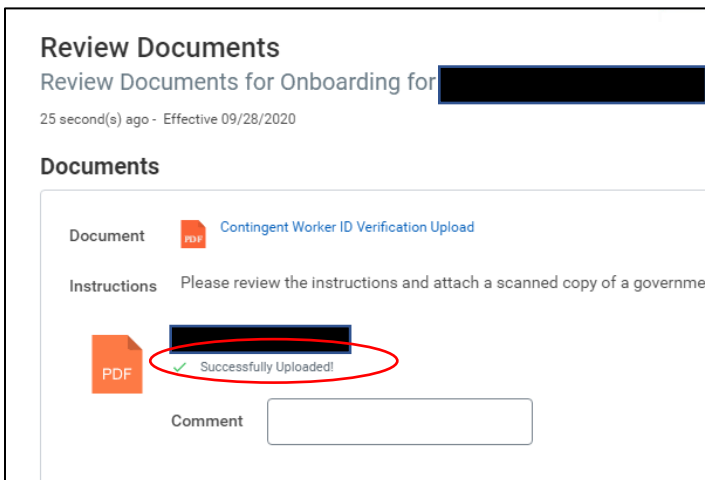 Review Documents
Review Documents for Onboarding for
25 second(s) ago - Effective 09/28/2020
Documents
Document PDF Contingent Worker ID Verification Upload
Instructions Please review the instructions and attach a scanned copy of a governme
PDF
Successfully Uploaded!
Comment